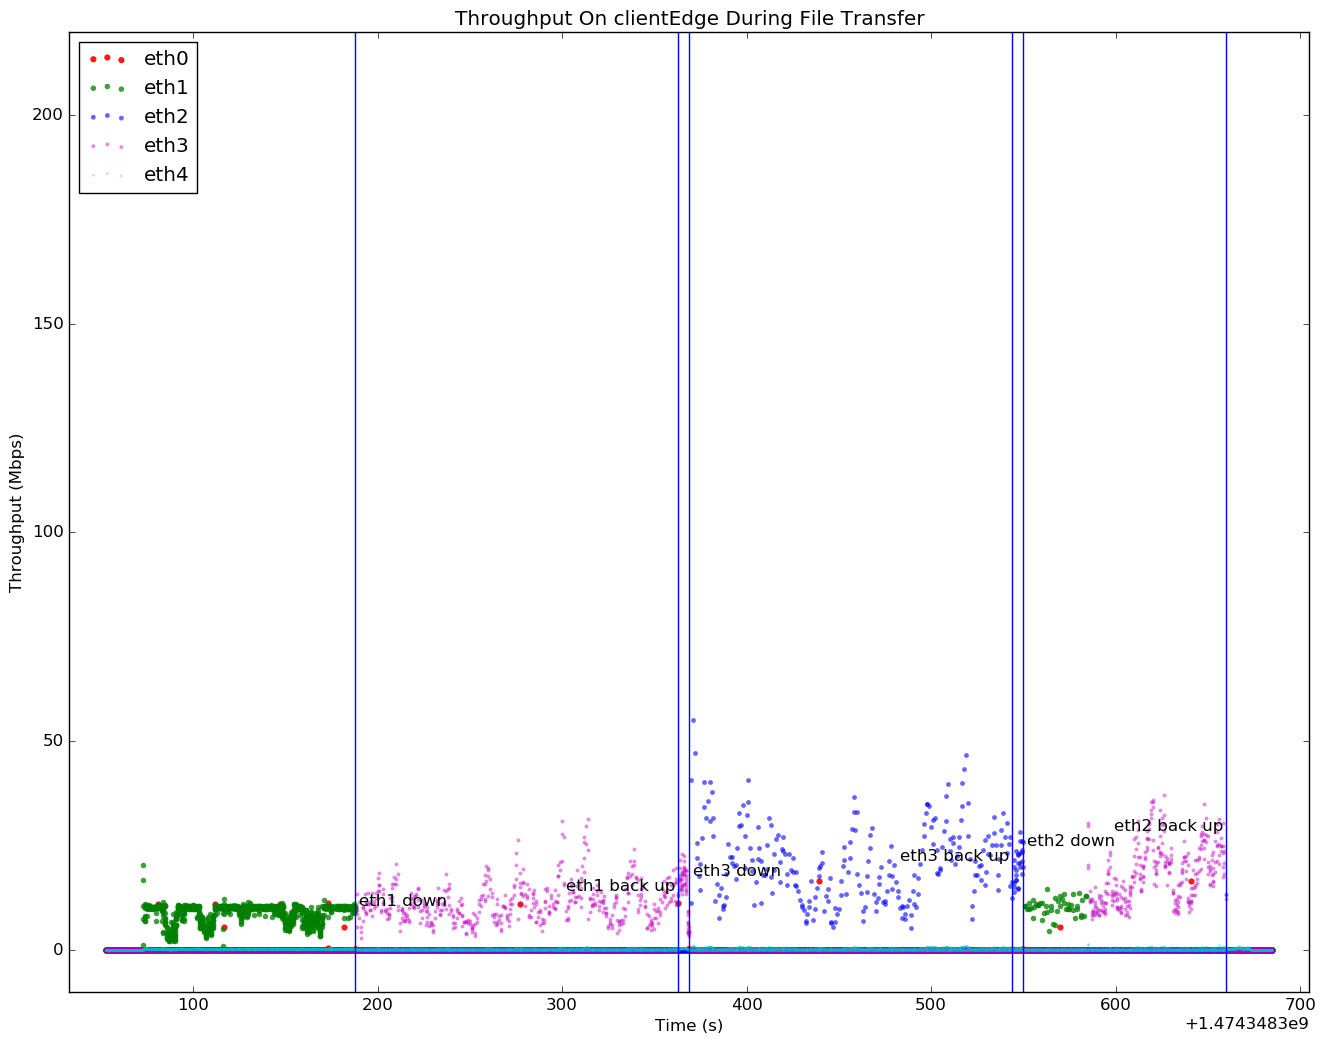 Throughput On clientEdge During File Transfer
eth0
eth1
eth2
eth3
eth4
200
150
100
50
0
Throughput (Mbps)
eth1 down
eth1 back up
eth3 down
eth3 back up
eth2 down
eth2 back up
100 200 300 400 500 600 700
Time (s)
+1.4743483e9